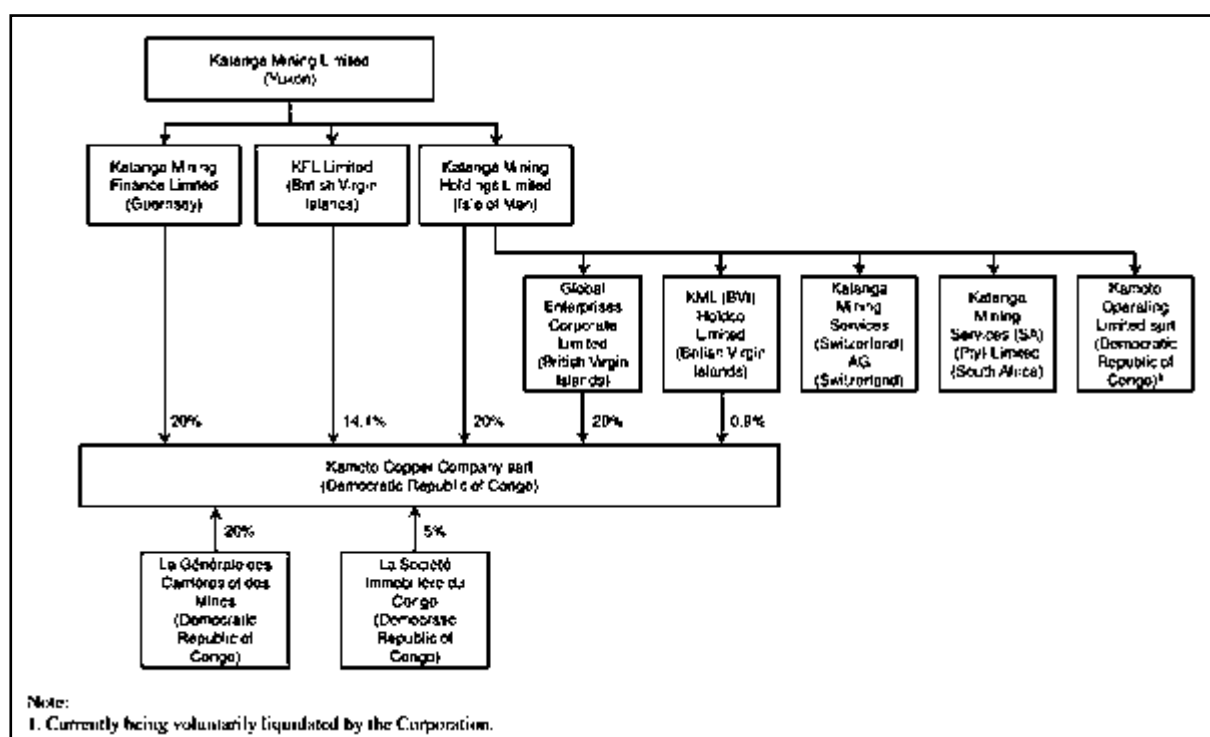 Katanga Mining Limited
(Yukon)
Katanga Mining
Finance Limited
(Guernsey)
KFL Limited
(British Virgin
Islands)
Katanga Mining
Holdings Limited
(Isle of Man)
Global
Enterprises
Corporate
Limited
(British Virgin
Islands)
KML (BVI)
Holdco
Limited
(British Virgin
Islands)
Katanga
Mining
Services
(Switzerland)
AG
(Switzerland)
Katanga
Mining
Services (SA)
(Pty) Limited
(South Africa)
Kamoto
Operating
Limited sprl
(Democratic
Republic of
Congo)¹
20%
14.1%
20%
20%
0.9%
Kamoto Copper Company sarl
(Democratic Republic of Congo)
20%
5%
La Générale des
Carrières et des
Mines
(Democratic
Republic of
Congo)
La Société
Immobilière du
Congo
(Democratic
Republic of
Congo)
Note:
1. Currently being voluntarily liquidated by the Corporation.